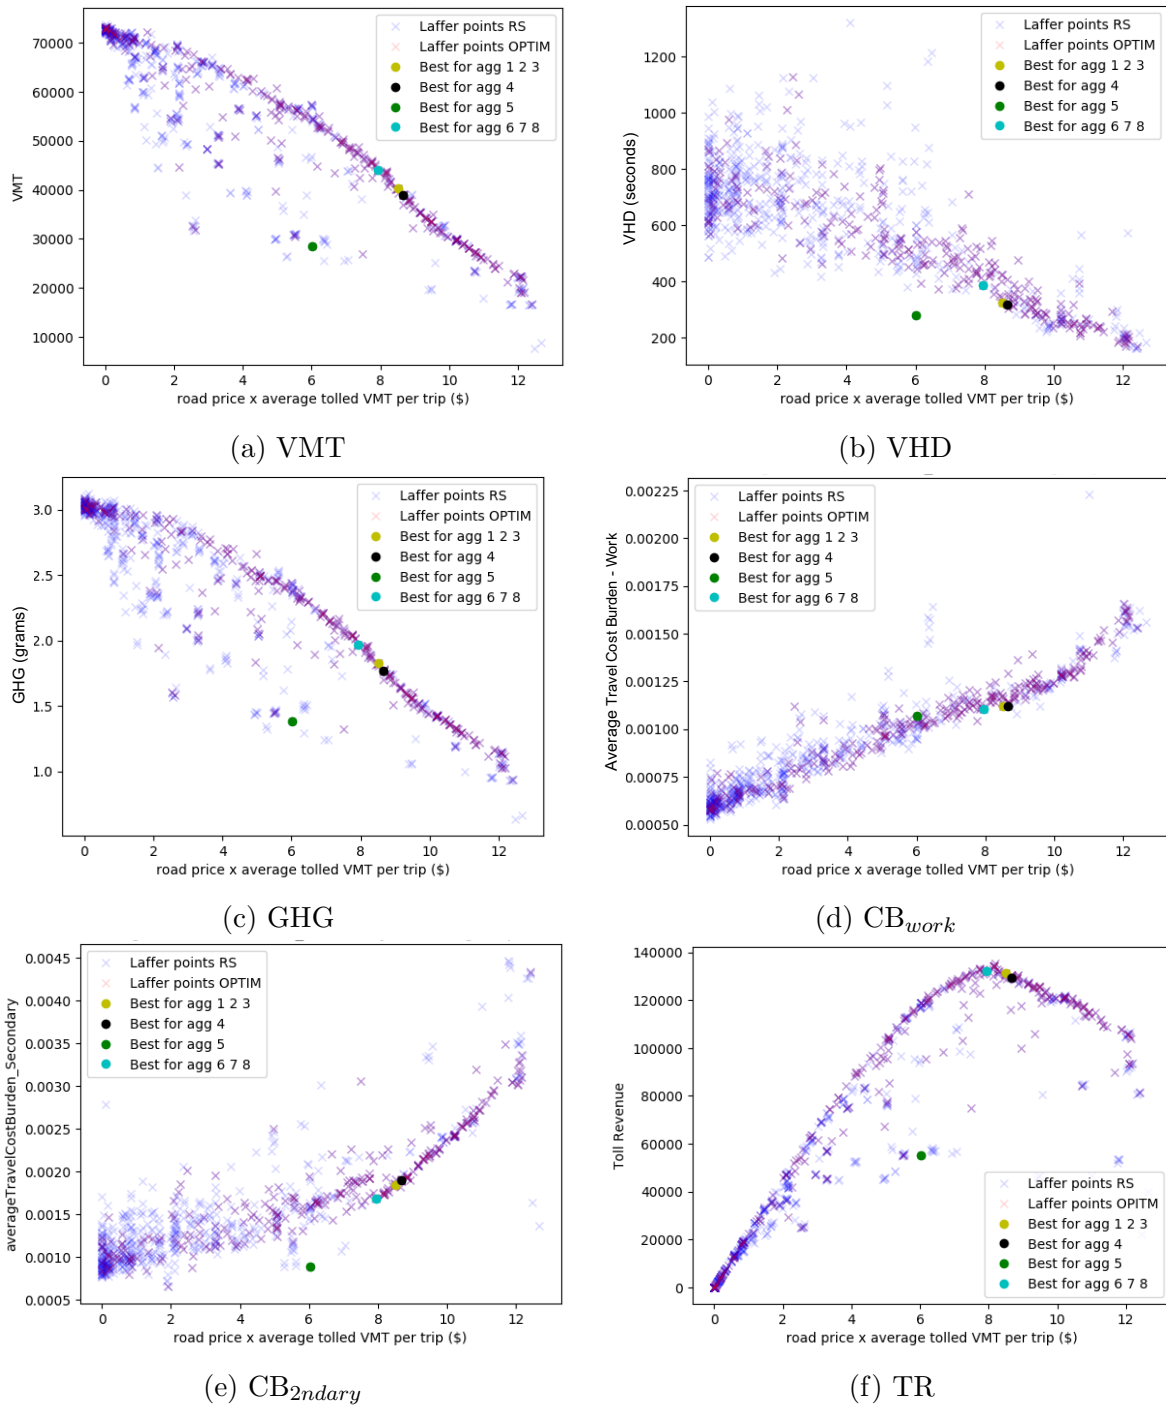 VMT
70000
60000
50000
40000
30000
20000
10000
0 2 4 6 8 10 12
road price x average tolled VMT per trip ($)
Laffer points RS
Laffer points OPTIM
Best for agg 1 2 3
Best for agg 4
Best for agg 5
Best for agg 6 7 8
(a) VMT
VHD (seconds)
1200
1000
800
600
400
200
0 2 4 6 8 10 12
road price x average tolled VMT per trip ($)
Laffer points RS
Laffer points OPTIM
Best for agg 1 2 3
Best for agg 4
Best for agg 5
Best for agg 6 7 8
(b) VHD
GHG (grams)
3.0
2.5
2.0
1.5
1.0
0 2 4 6 8 10 12
road price x average tolled VMT per trip ($)
Laffer points RS
Laffer points OPTIM
Best for agg 1 2 3
Best for agg 4
Best for agg 5
Best for agg 6 7 8
(c) GHG
Average Travel Cost Burden - Work
0.00225
0.00200
0.00175
0.00150
0.00125
0.00100
0.00075
0.00050
0 2 4 6 8 10 12
road price x average tolled VMT per trip ($)
Laffer points RS
Laffer points OPTIM
Best for agg 1 2 3
Best for agg 4
Best for agg 5
Best for agg 6 7 8
(d) CBwork
averageTravelCostBurden_Secondary
0.0045
0.0040
0.0035
0.0030
0.0025
0.0020
0.0015
0.0010
0.0005
0 2 4 6 8 10 12
road price x average tolled VMT per trip ($)
Laffer points RS
Laffer points OPTIM
Best for agg 1 2 3
Best for agg 4
Best for agg 5
Best for agg 6 7 8
(e) CB2ndary
Toll Revenue
140000
120000
100000
80000
60000
40000
20000
0
0 2 4 6 8 10 12
road price x average tolled VMT per trip ($)
Laffer points RS
Laffer points OPITM
Best for agg 1 2 3
Best for agg 4
Best for agg 5
Best for agg 6 7 8
(f) TR